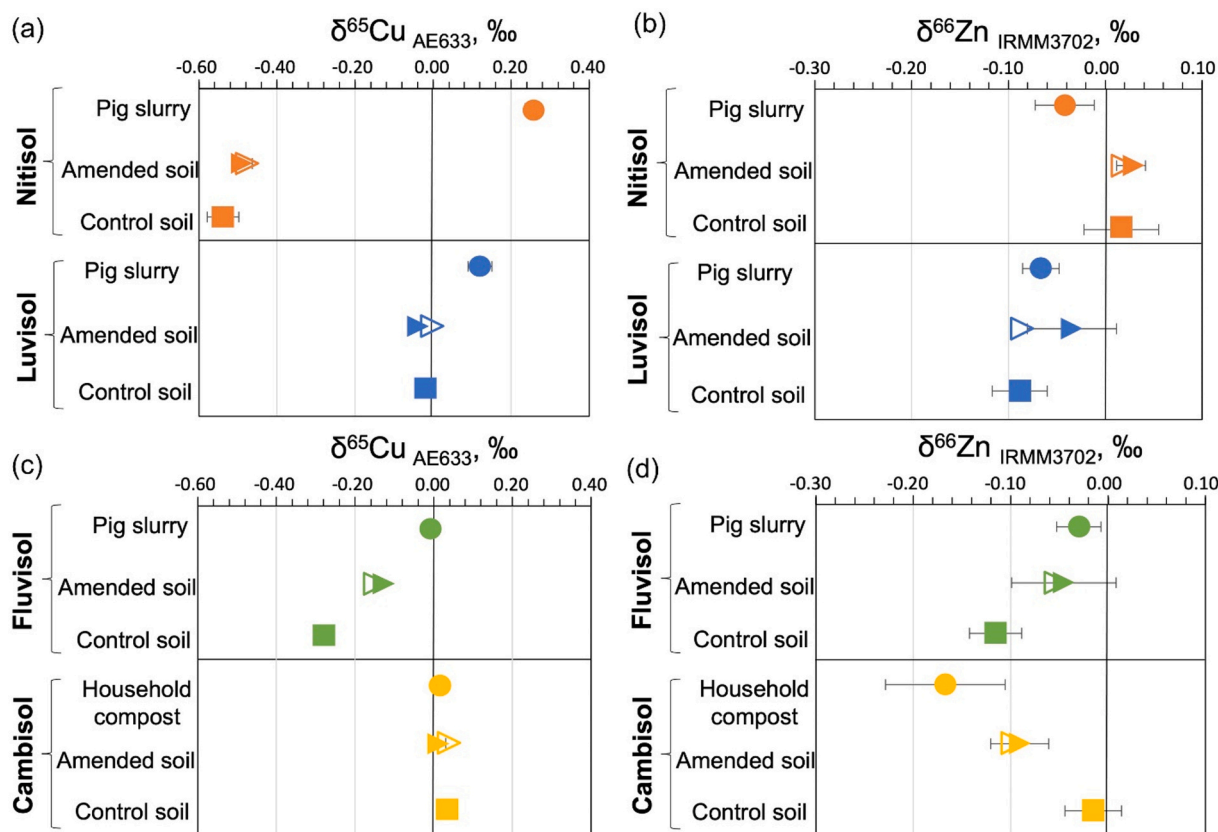 (a)
δ⁶⁵Cu AE633, ‰
-0.60 -0.40 -0.20 0.00 0.20 0.40
Nitisol
Pig slurry
Amended soil
Control soil
Luvisol
Pig slurry
Amended soil
Control soil
(b)
δ⁶⁶Zn IRMM3702, ‰
-0.30 -0.20 -0.10 0.00 0.10
Nitisol
Pig slurry
Amended soil
Control soil
Luvisol
Pig slurry
Amended soil
Control soil
(c)
δ⁶⁵Cu AE633, ‰
-0.60 -0.40 -0.20 0.00 0.20 0.40
Fluvisol
Pig slurry
Amended soil
Control soil
Cambisol
Household
compost
Amended soil
Control soil
(d)
δ⁶⁶Zn IRMM3702, ‰
-0.30 -0.20 -0.10 0.00 0.10
Fluvisol
Pig slurry
Amended soil
Control soil
Cambisol
Household
compost
Amended soil
Control soil